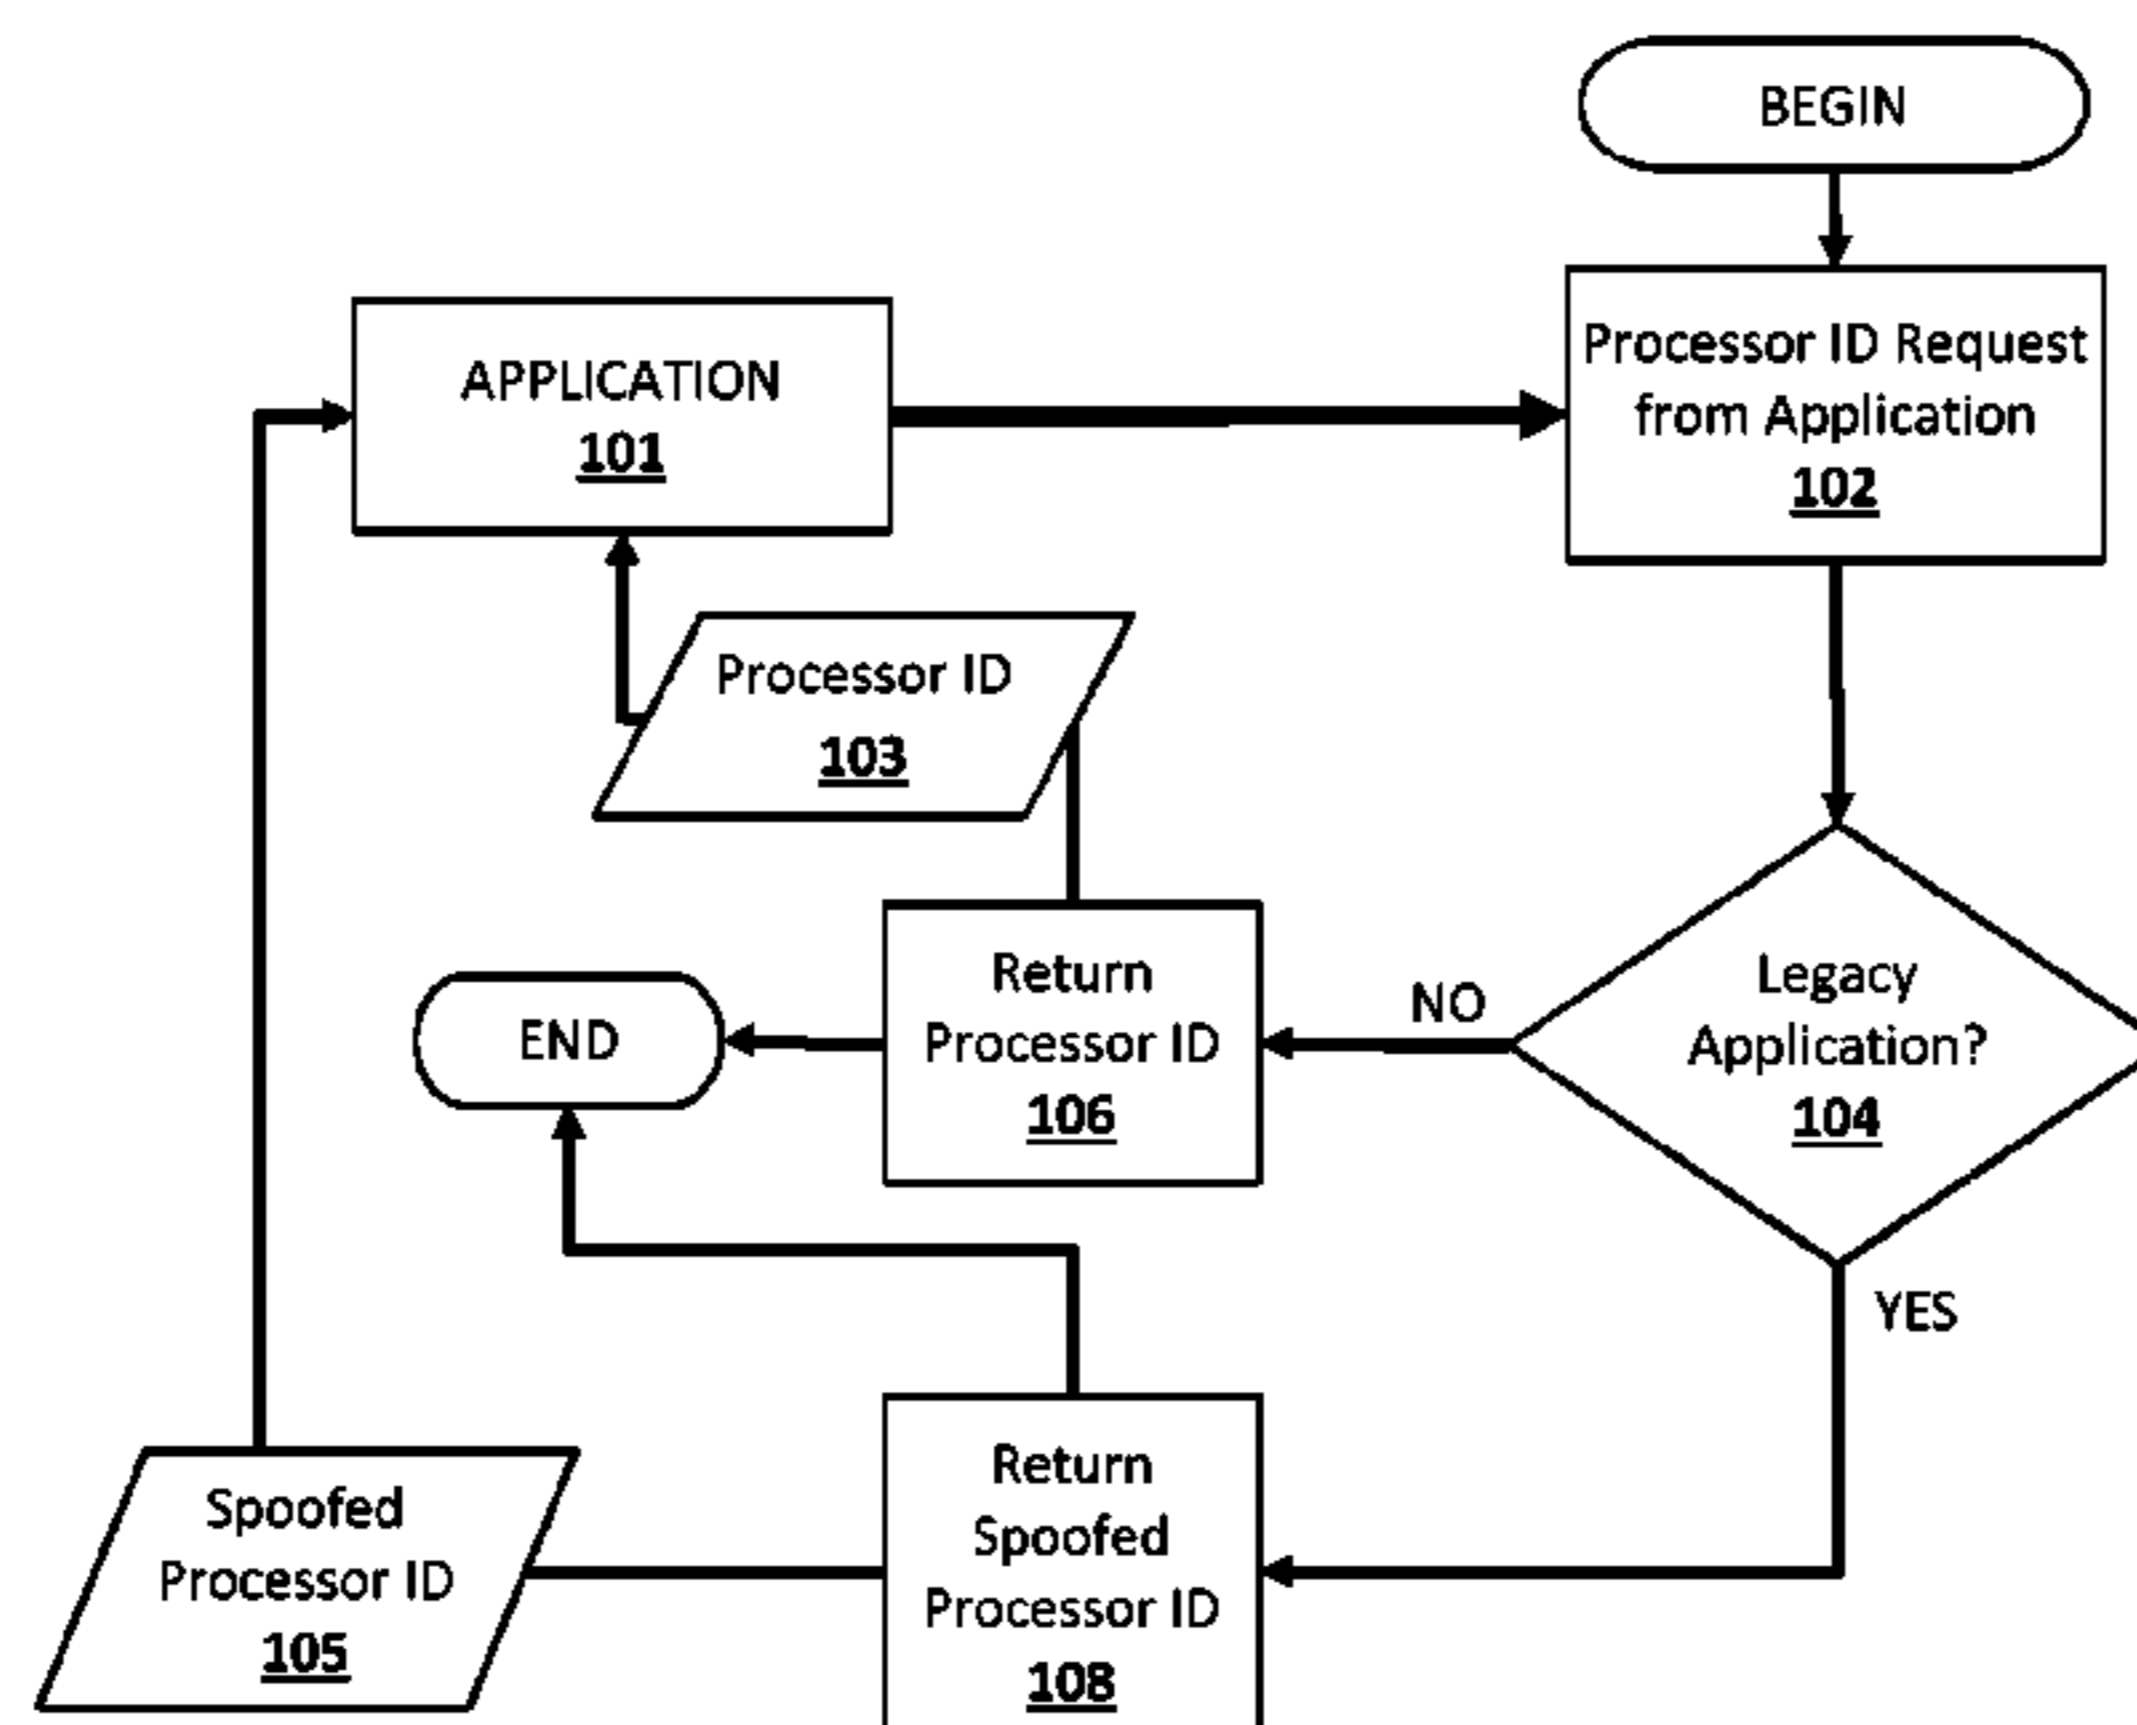 BEGIN
Processor ID Request
from Application
102
APPLICATION
101
Processor ID
103
Legacy
Application?
104
NO
YES
Return
Processor ID
106
END
Return
Spoofed
Processor ID
108
Spoofed
Processor ID
105